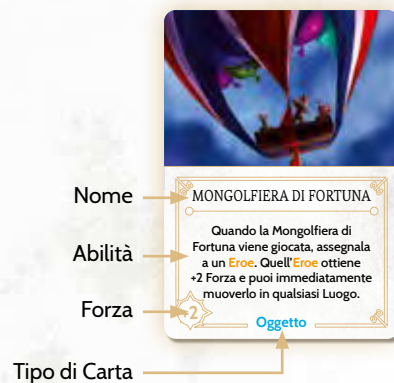 Nome
MONGOLFIERA DI FORTUNA
Abilità
Quando la Mongolfiera di
Fortuna viene giocata, assegnala
a un Eroe. Quell'Eroe ottiene
+2 Forza e puoi immediatamente
muoverlo in qualsiasi Luogo.
Forza
+2
Oggetto
Tipo di Carta